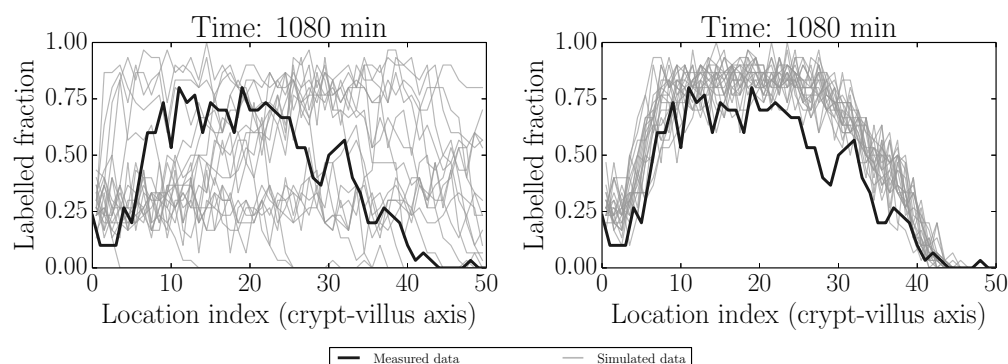 Time: 1080 min
1.00
0.75
0.50
0.25
0.00
Labelled fraction
0 10 20 30 40 50
Location index (crypt-villus axis)
Time: 1080 min
1.00
0.75
0.50
0.25
0.00
Labelled fraction
0 10 20 30 40 50
Location index (crypt-villus axis)
Measured data Simulated data